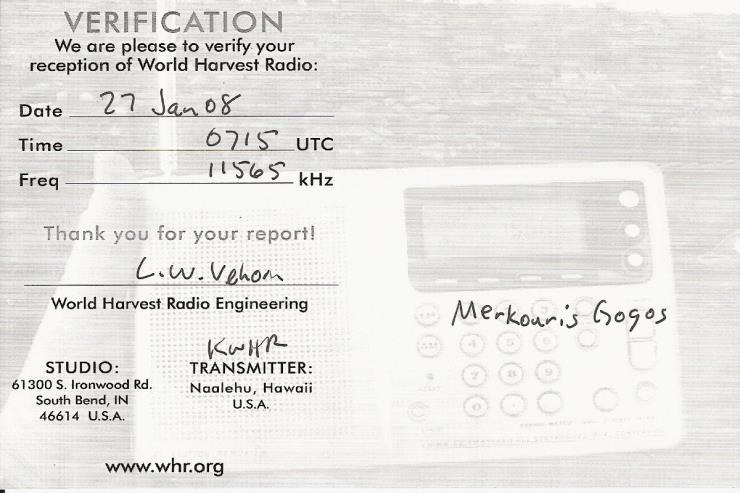 VERIFICATION
We are please to verify your
reception of World Harvest Radio:
Date 27 Jan 08
Time 0715 UTC
Freq 11565 kHz
Thank you for your report!
L.W. Vehom
World Harvest Radio Engineering
Merkouris Gogos
STUDIO:
61300 S. Ironwood Rd.
South Bend, IN
46614 U.S.A.
KWHR
TRANSMITTER:
Naalehu, Hawaii
U.S.A.
www.whr.org